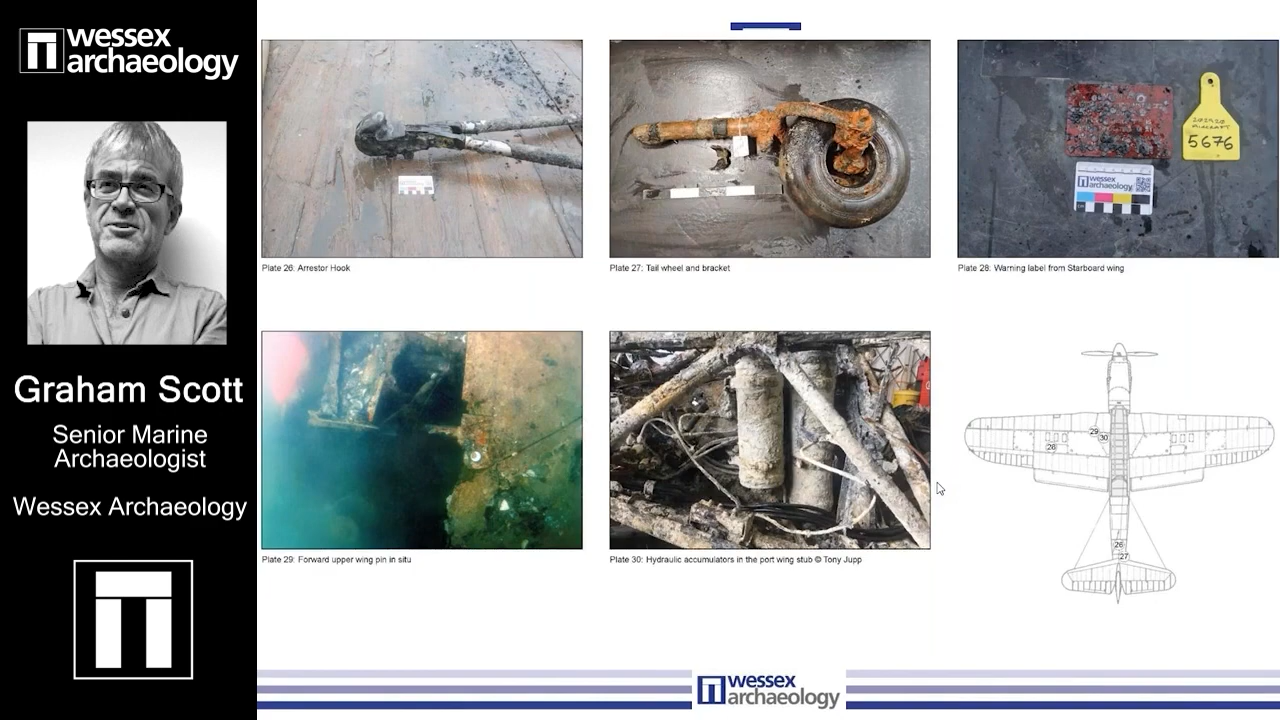 wessex
archaeology
Graham Scott
Senior Marine
Archaeologist
Wessex Archaeology
Plate 26: Arrestor Hook
Plate 27: Tail wheel and bracket
5676
wessex
archaeology
Plate 28: Warning label from Starboard wing
Plate 29: Forward upper wing pin in situ
Plate 30: Hydraulic accumulators in the port wing stub © Tony Jupp
29
30
28
26
27
wessex
archaeology